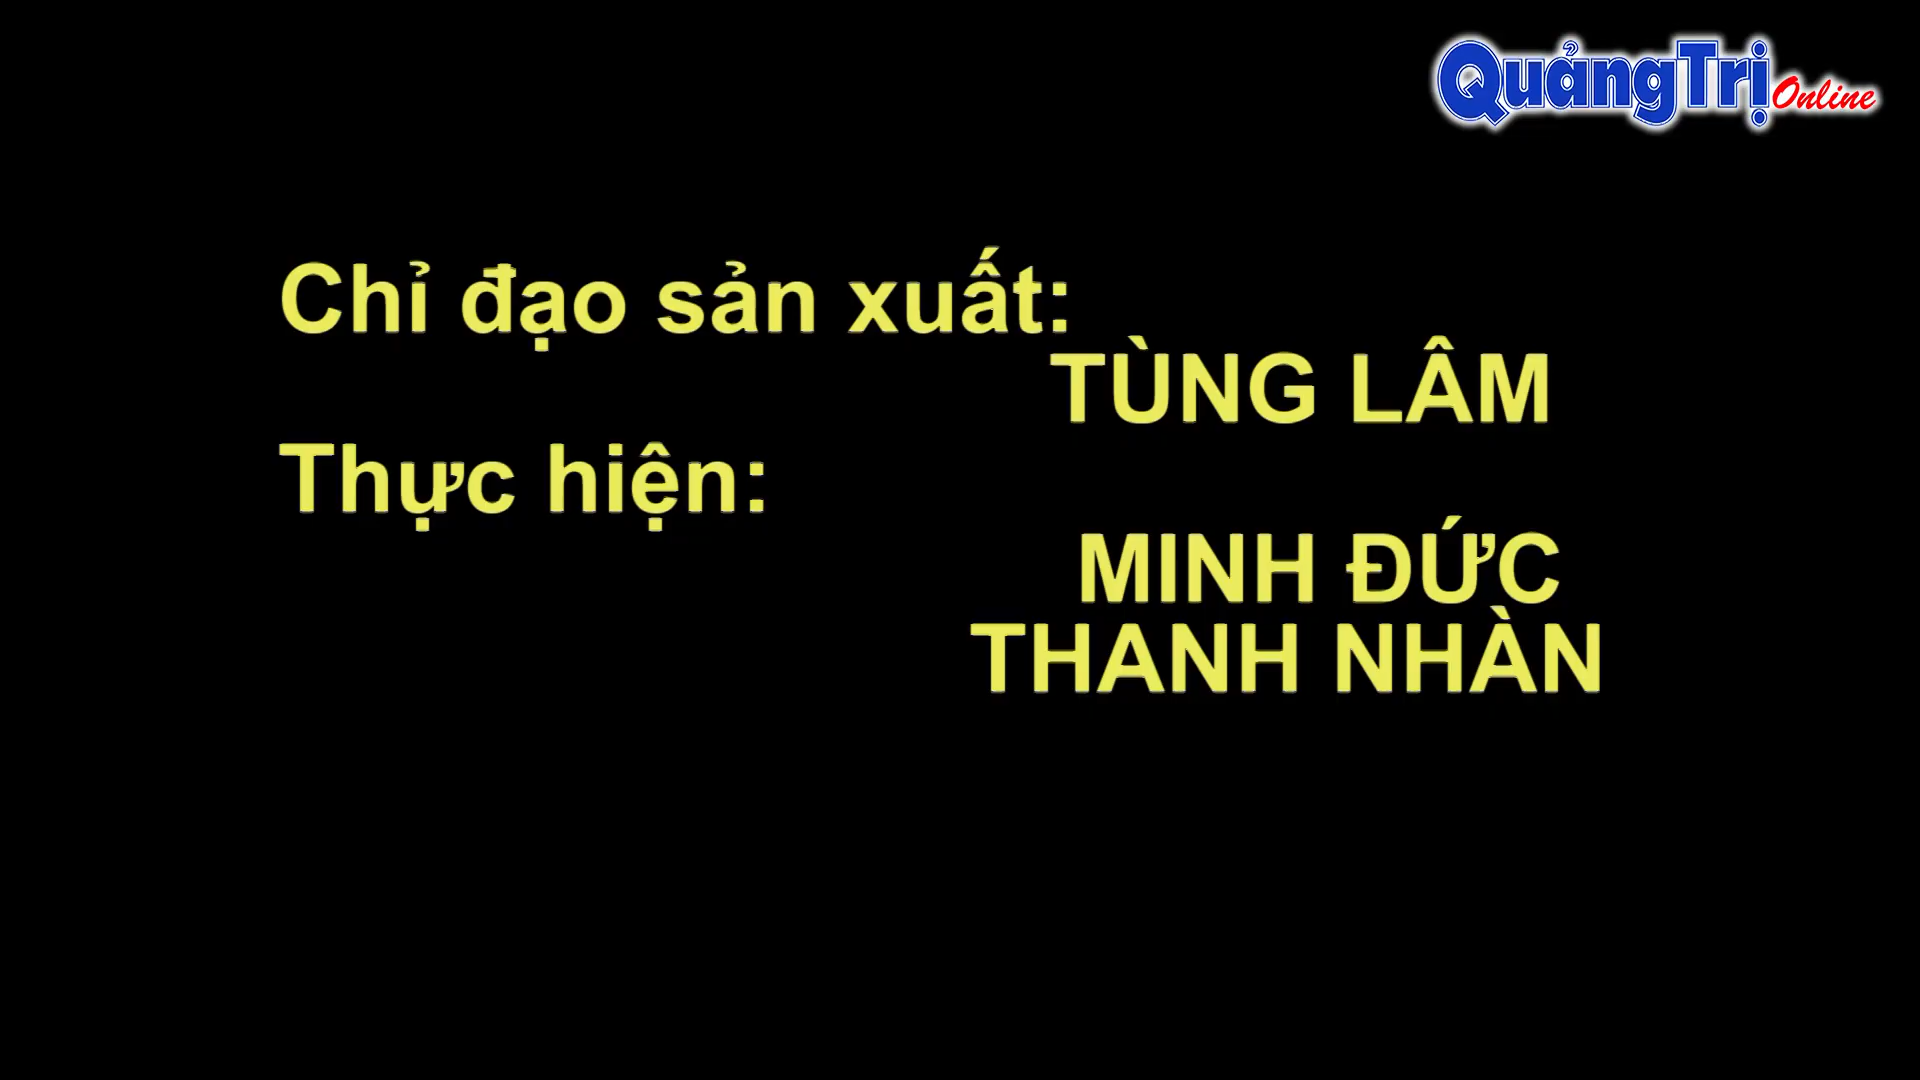 QuảngTrị Online
Chỉ đạo sản xuất:
TÙNG LÂM
Thực hiện:
MINH ĐỨC
THANH NHÀN